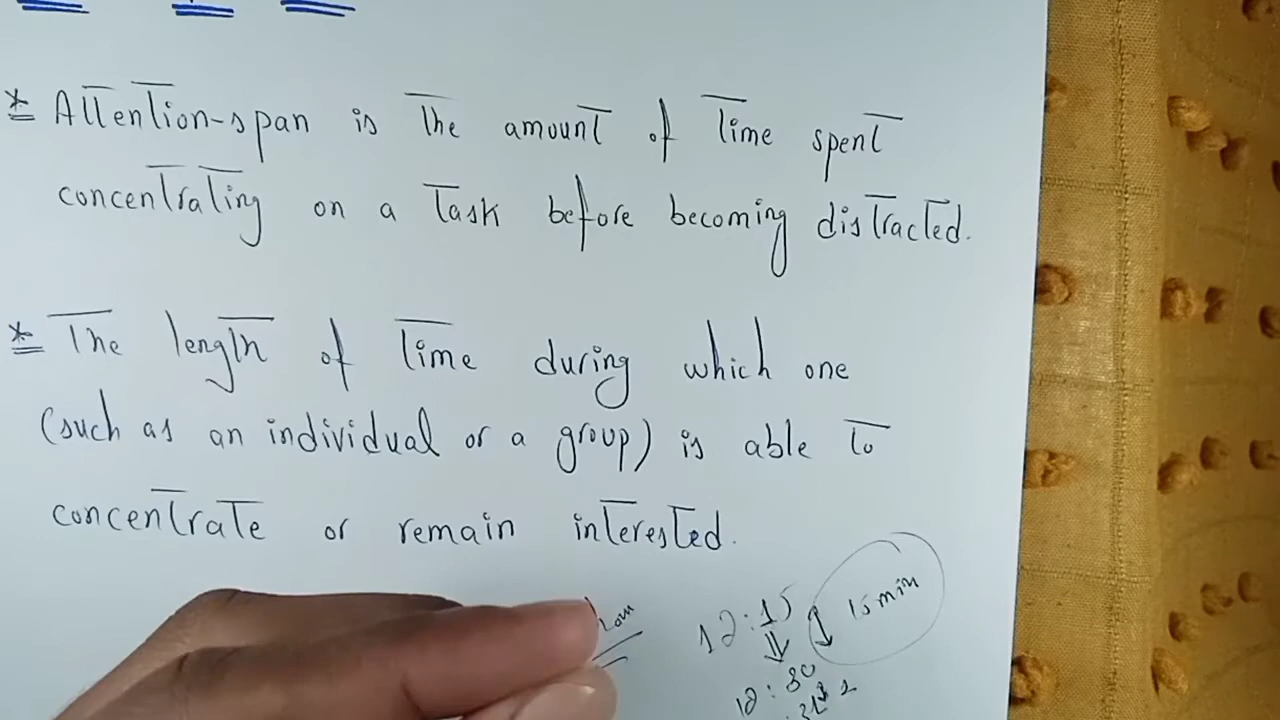 * Attention-span is the amount of time spent
concentrating on a task before becoming distracted.
* The length of time during which one
(such as an individual or a group) is able to
concentrate or remain interested.
12:15
15 min